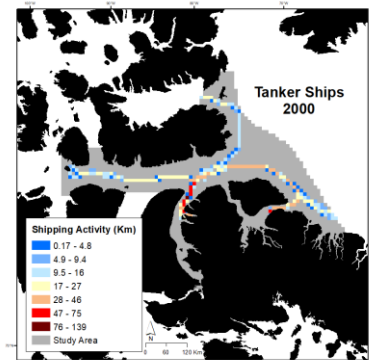 Tanker Ships
2000
Shipping Activity (Km)
0.17 - 4.8
4.9 - 9.4
9.5 - 16
17 - 27
28 - 46
47 - 75
76 - 139
Study Area
N
0 60 120 Km